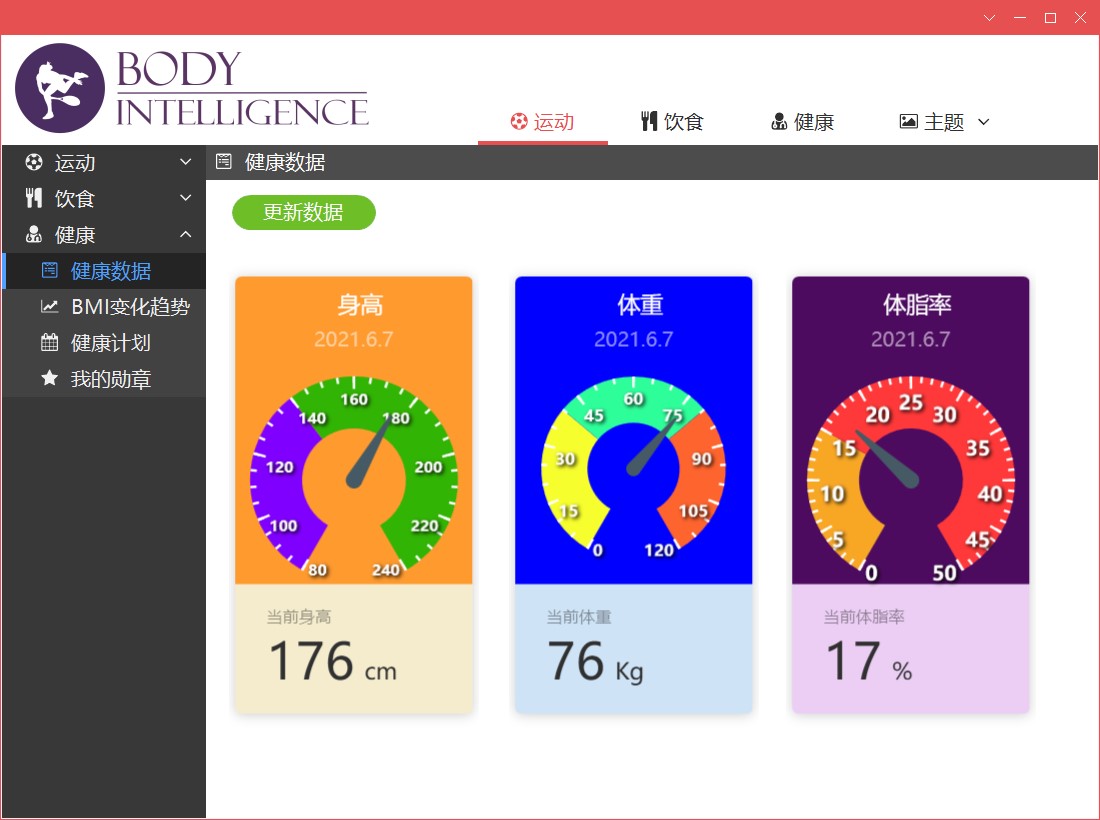 BODY
INTELLIGENCE
运动 饮食 健康 主题
运动
饮食
健康
健康数据
BMI变化趋势
健康计划
我的勋章
健康数据
更新数据
身高
2021.6.7
80 100 120 140 160 180 200 220 240
当前身高
176 cm
体重
2021.6.7
0 15 30 45 60 75 90 105 120
当前体重
76 Kg
体脂率
2021.6.7
0 5 10 15 20 25 30 35 40 45 50
当前体脂率
17 %